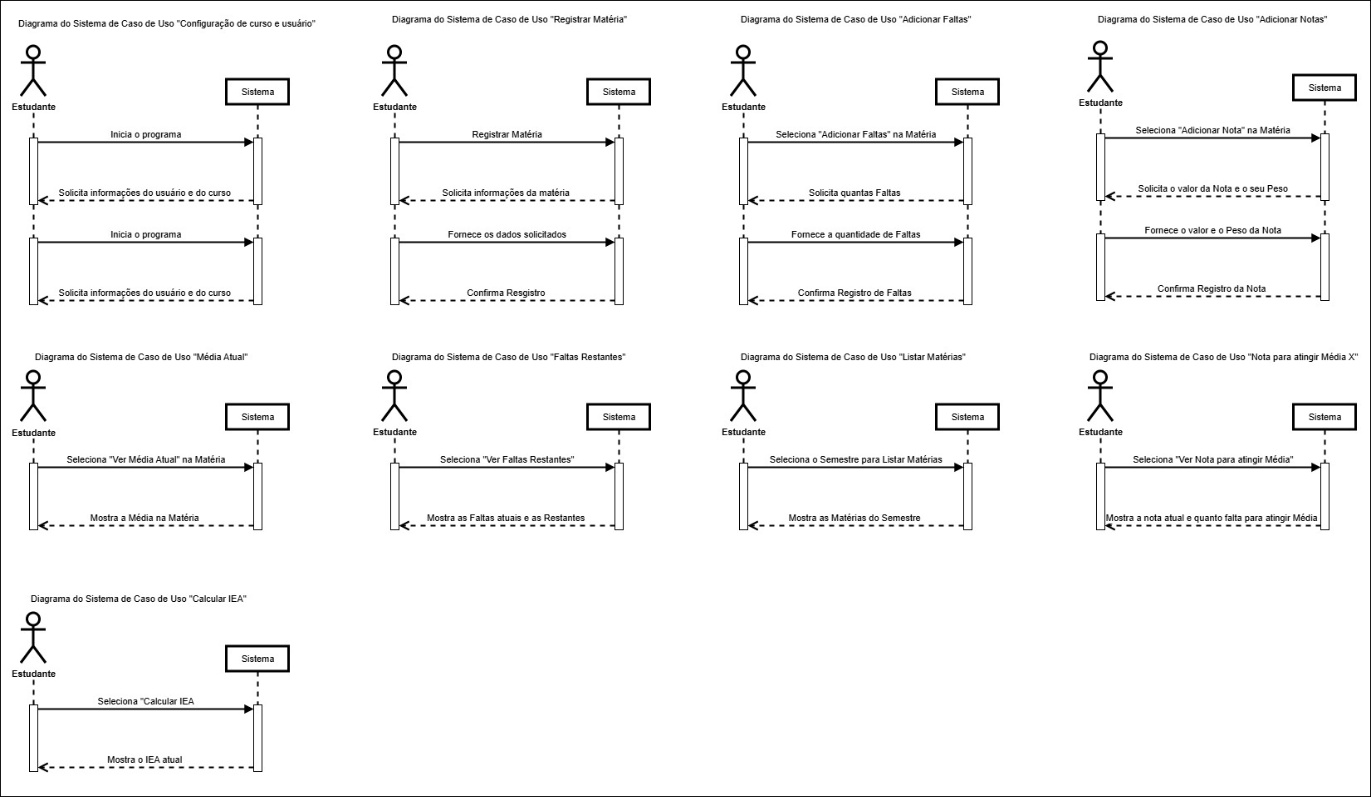 Diagrama do Sistema de Caso de Uso "Configuração de curso e usuário"
Estudante
Sistema
Inicia o programa
Solicita informações do usuário e do curso
Inicia o programa
Solicita informações do usuário e do curso
Diagrama do Sistema de Caso de Uso "Registrar Matéria"
Estudante
Sistema
Registrar Matéria
Solicita informações da matéria
Fornece os dados solicitados
Confirma Resgistro
Diagrama do Sistema de Caso de Uso "Adicionar Faltas"
Estudante
Sistema
Seleciona "Adicionar Faltas" na Matéria
Solicita quantas Faltas
Fornece a quantidade de Faltas
Confirma Registro de Faltas
Diagrama do Sistema de Caso de Uso "Adicionar Notas"
Estudante
Sistema
Seleciona "Adicionar Nota" na Matéria
Solicita o valor da Nota e o seu Peso
Fornece o valor e o Peso da Nota
Confirma Registro da Nota
Diagrama do Sistema de Caso de Uso "Média Atual"
Estudante
Sistema
Seleciona "Ver Média Atual" na Matéria
Mostra a Média na Matéria
Diagrama do Sistema de Caso de Uso "Faltas Restantes"
Estudante
Sistema
Seleciona "Ver Faltas Restantes"
Mostra as Faltas atuais e as Restantes
Diagrama do Sistema de Caso de Uso "Listar Matérias"
Estudante
Sistema
Seleciona o Semestre para Listar Matérias
Mostra as Matérias do Semestre
Diagrama do Sistema de Caso de Uso "Nota para atingir Média X"
Estudante
Sistema
Seleciona "Ver Nota para atingir Média"
Mostra a nota atual e quanto falta para atingir Média
Diagrama do Sistema de Caso de Uso "Calcular IEA"
Estudante
Sistema
Seleciona "Calcular IEA
Mostra o IEA atual